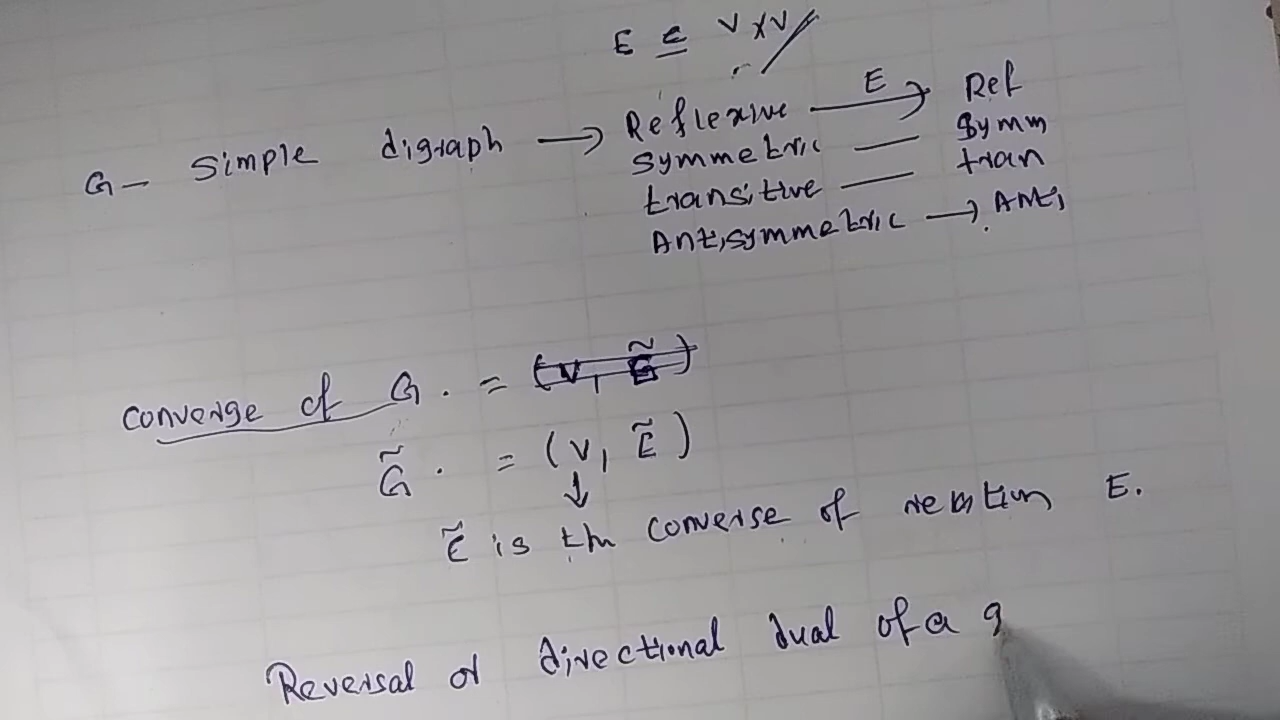 E ⊆ V x V
G - simple digraph → Reflexive —E→ Ref
symmetric — symm
transitive — tran
Antisymmetric → Anti
Converge of G. =
G̃. = (V, Ẽ)
↓
Ẽ is the converse of relation E.
Reversal or directional dual of a g